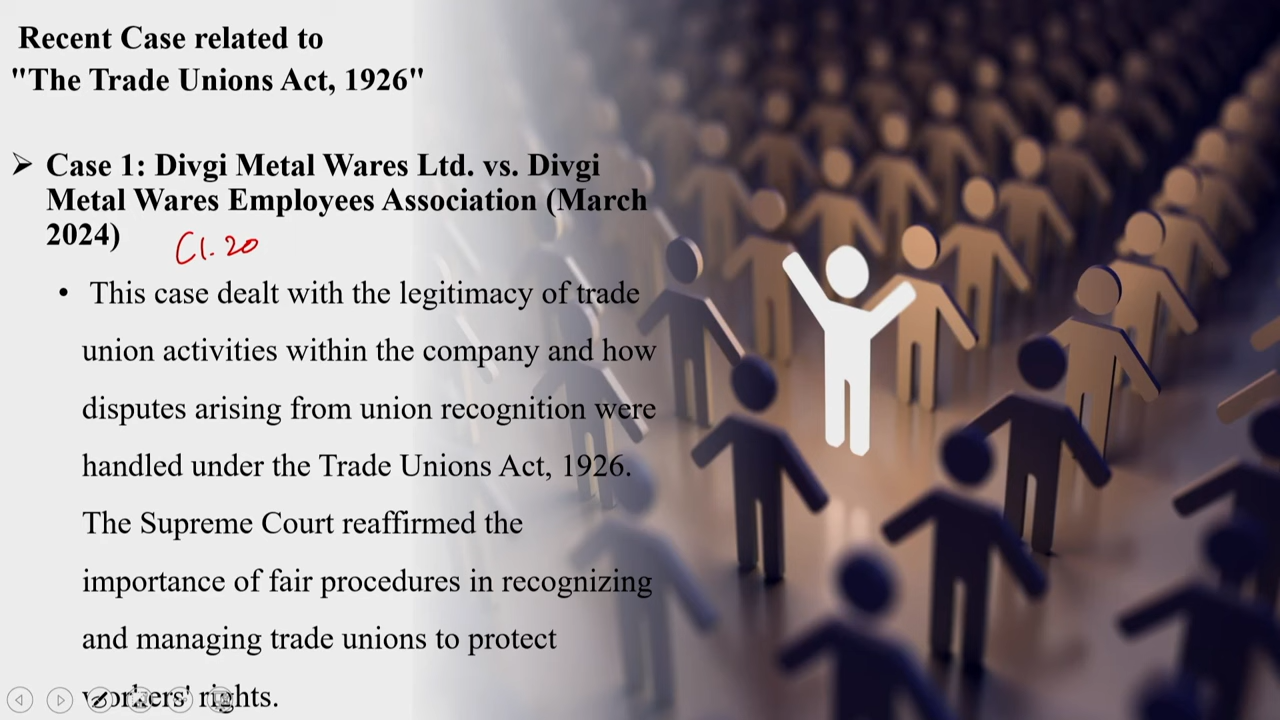 Recent Case related to
"The Trade Unions Act, 1926"
➢ Case 1: Divgi Metal Wares Ltd. vs. Divgi
Metal Wares Employees Association (March
2024)
Cl. 20
• This case dealt with the legitimacy of trade
union activities within the company and how
disputes arising from union recognition were
handled under the Trade Unions Act, 1926.
The Supreme Court reaffirmed the
importance of fair procedures in recognizing
and managing trade unions to protect
workers' rights.